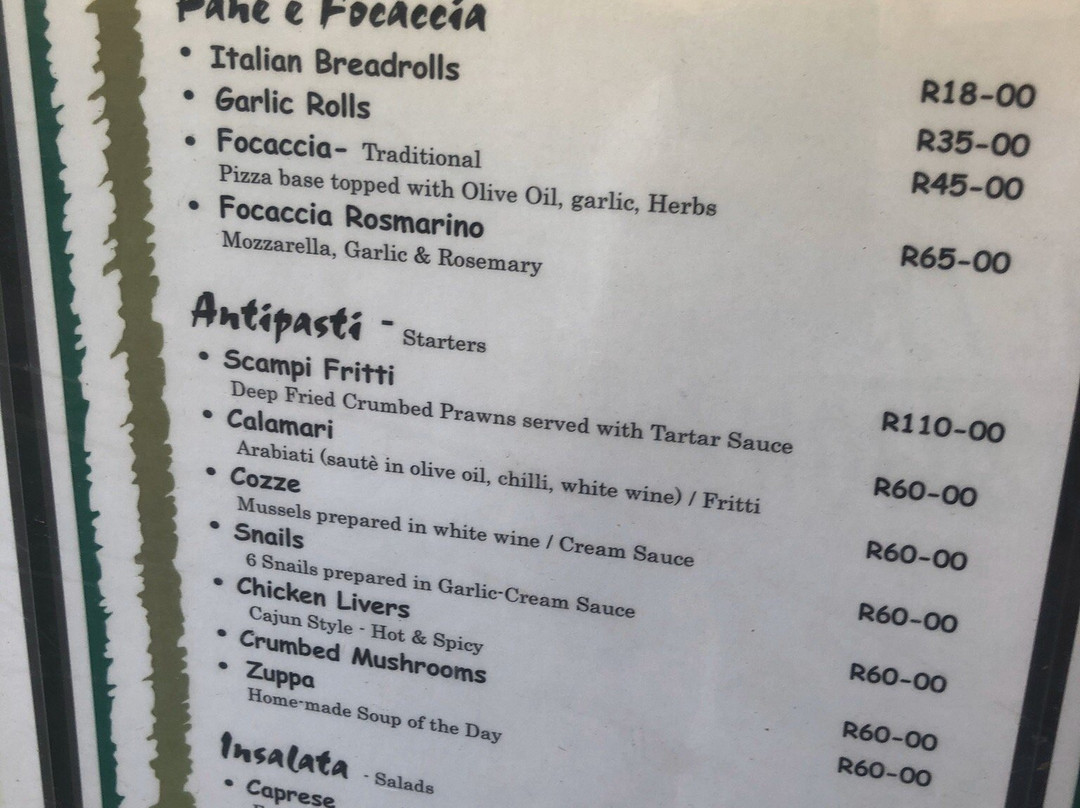 Pane e Focaccia
• Italian Breadrolls R18-00
• Garlic Rolls R35-00
• Focaccia- Traditional R45-00
Pizza base topped with Olive Oil, garlic, Herbs
• Focaccia Rosmarino R65-00
Mozzarella, Garlic & Rosemary
Antipasti - Starters
• Scampi Fritti R110-00
Deep Fried Crumbed Prawns served with Tartar Sauce
• Calamari R60-00
Arabiati (sautè in olive oil, chilli, white wine) / Fritti
• Cozze R60-00
Mussels prepared in white wine / Cream Sauce
• Snails R60-00
6 Snails prepared in Garlic-Cream Sauce
• Chicken Livers R60-00
Cajun Style - Hot & Spicy
• Crumbed Mushrooms R60-00
• Zuppa R60-00
Home-made Soup of the Day
Insalata - Salads
• Caprese